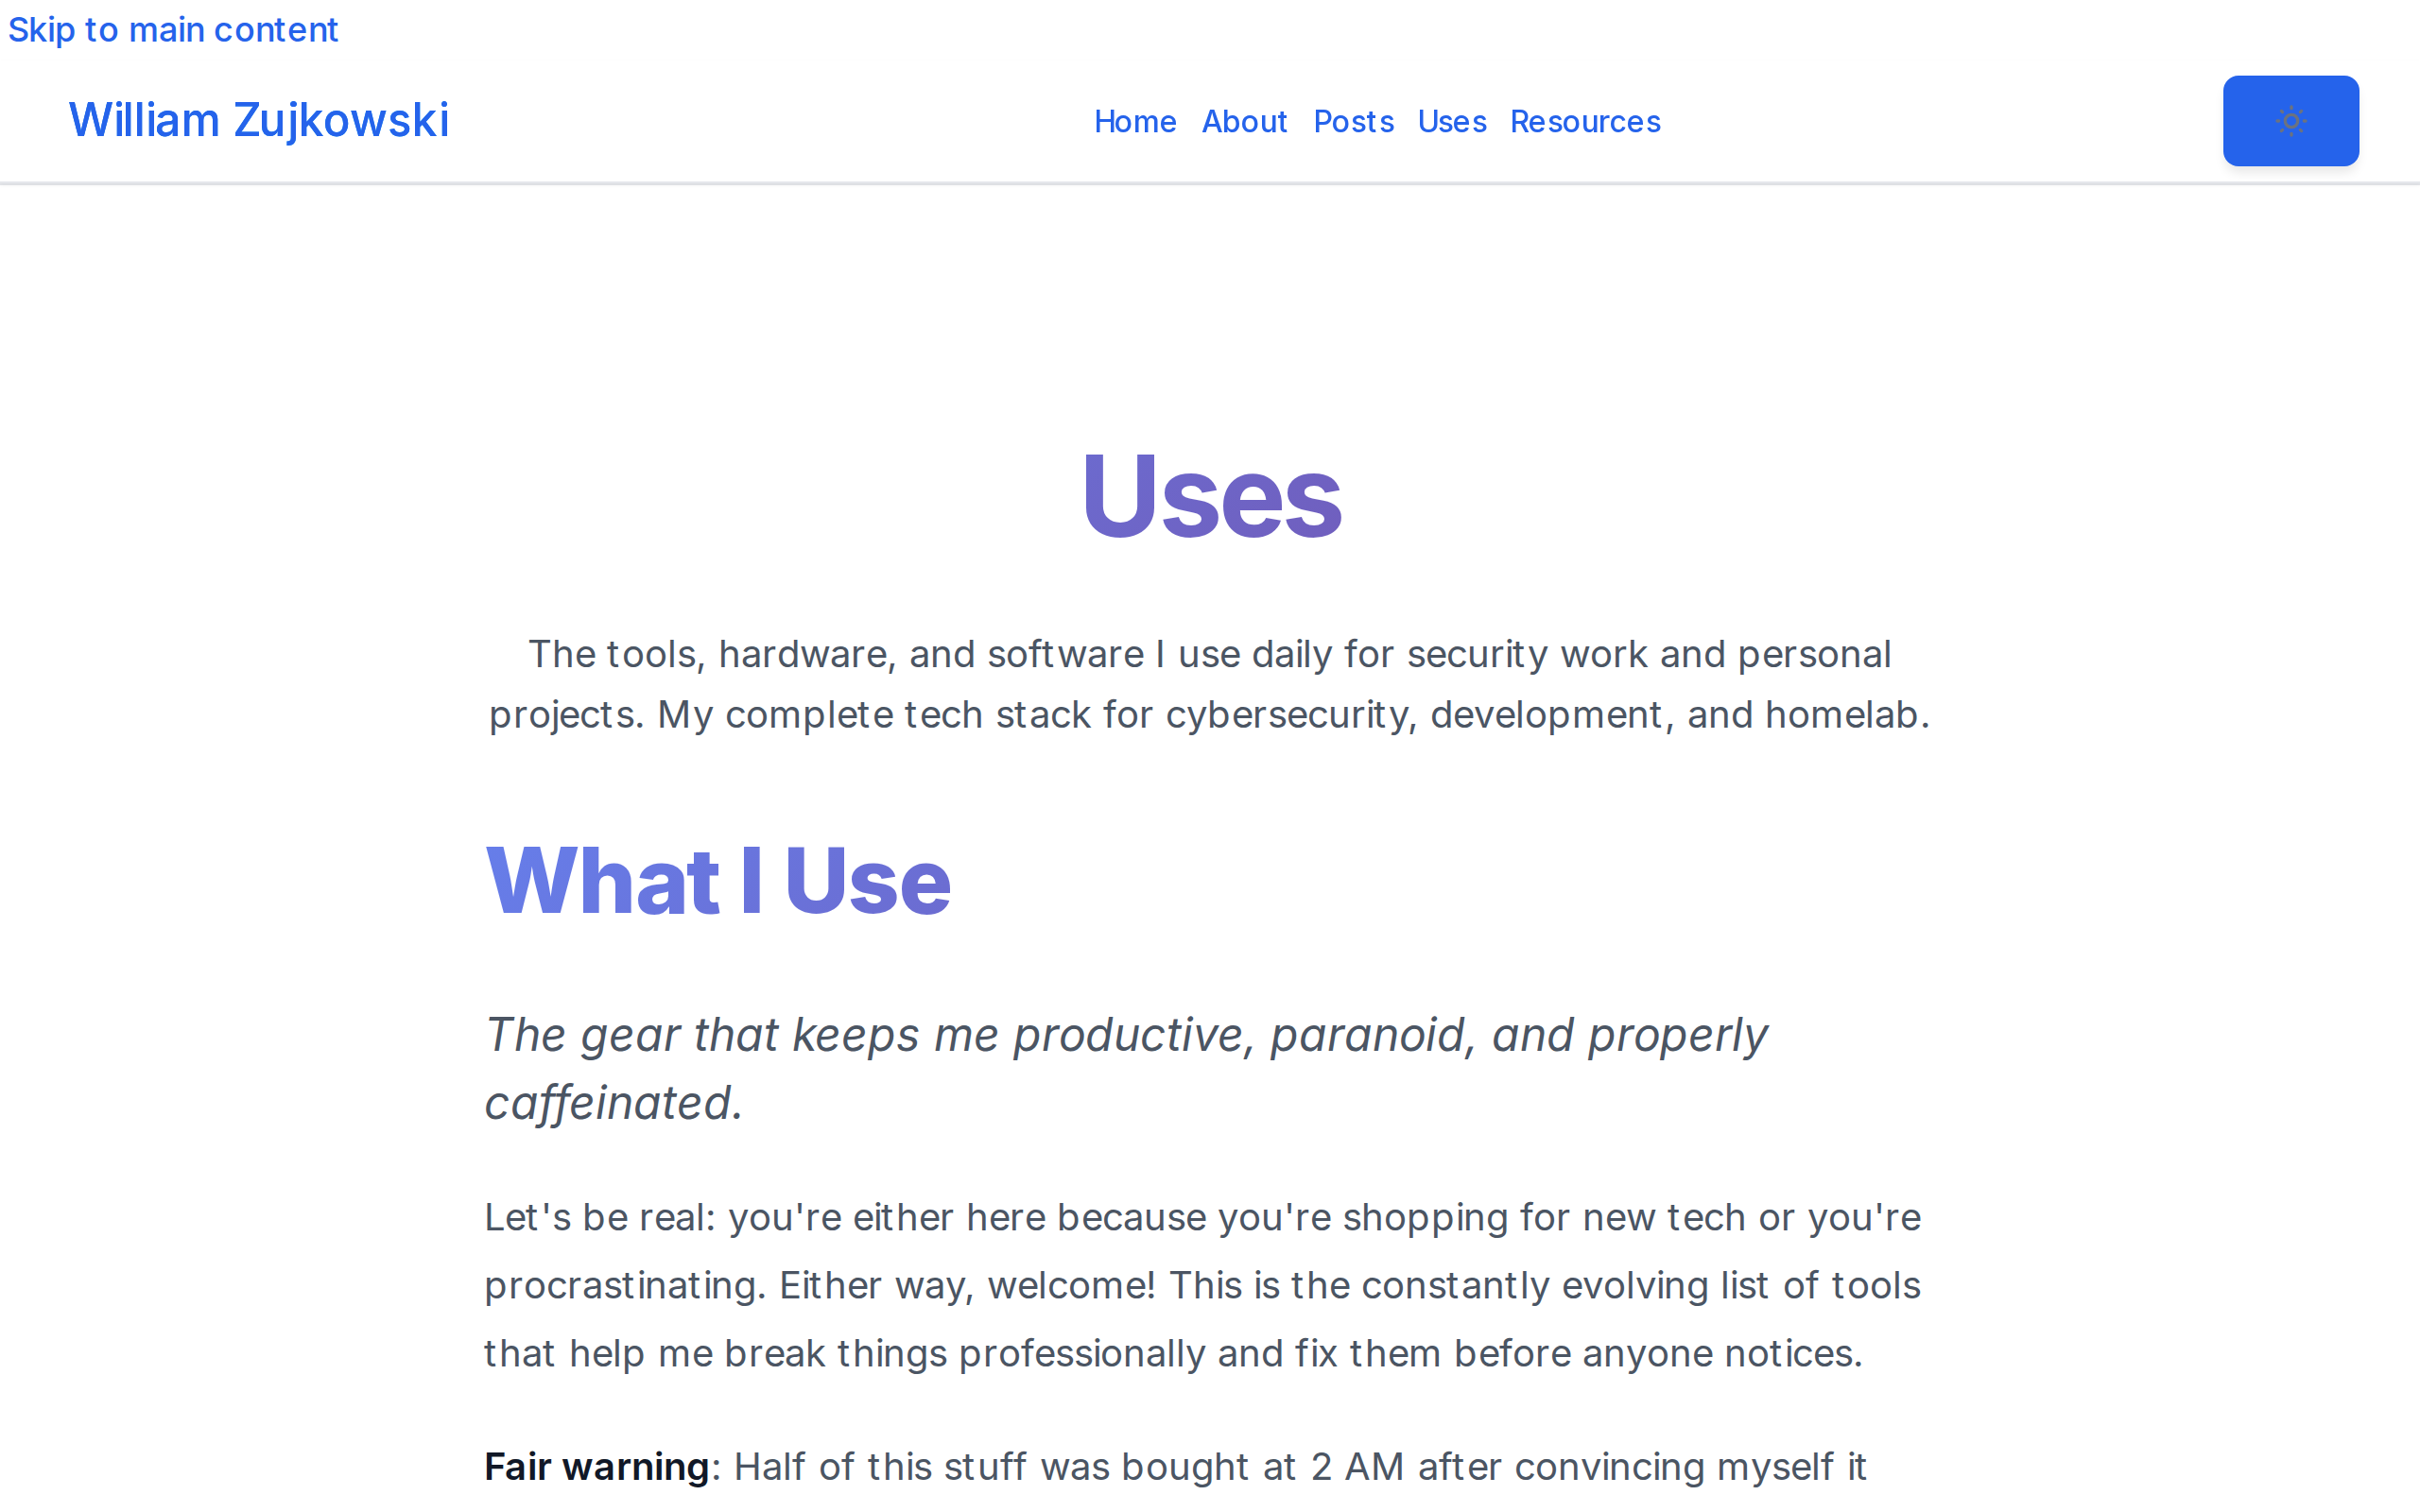 Skip to main content
William Zujkowski
Home About Posts Uses Resources
Uses
The tools, hardware, and software I use daily for security work and personal
projects. My complete tech stack for cybersecurity, development, and homelab.
What I Use
The gear that keeps me productive, paranoid, and properly
caffeinated.
Let's be real: you're either here because you're shopping for new tech or you're
procrastinating. Either way, welcome! This is the constantly evolving list of tools
that help me break things professionally and fix them before anyone notices.
Fair warning: Half of this stuff was bought at 2 AM after convincing myself it